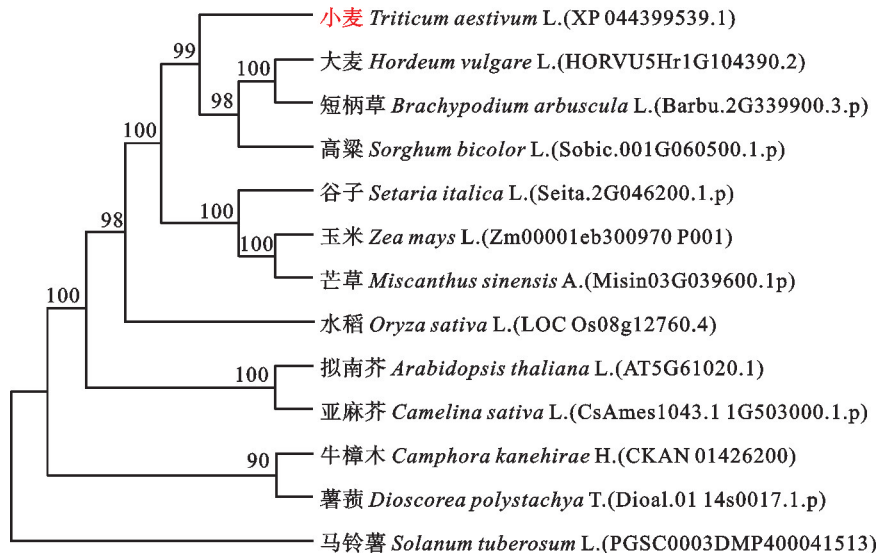 小麦 Triticum aestivum L.(XP 044399539.1)
99
大麦 Hordeum vulgare L.(HORVU5Hr1G104390.2)
100
短柄草 Brachypodium arbuscula L.(Barbu.2G339900.3.p)
98
100
高粱 Sorghum bicolor L.(Sobic.001G060500.1.p)
谷子 Setaria italica L.(Seita.2G046200.1.p)
100
98
玉米 Zea mays L.(Zm00001eb300970 P001)
100
芒草 Miscanthus sinensis A.(Misin03G039600.1p)
100
水稻 Oryza sativa L.(LOC Os08g12760.4)
拟南芥 Arabidopsis thaliana L.(AT5G61020.1)
100
亚麻芥 Camelina sativa L.(CsAmes1043.1 1G503000.1.p)
牛樟木 Camphora kanehirae H.(CKAN 01426200)
90
薯蓣 Dioscorea polystachya T.(Dioal.01 14s0017.1.p)
马铃薯 Solanum tuberosum L.(PGSC0003DMP400041513)